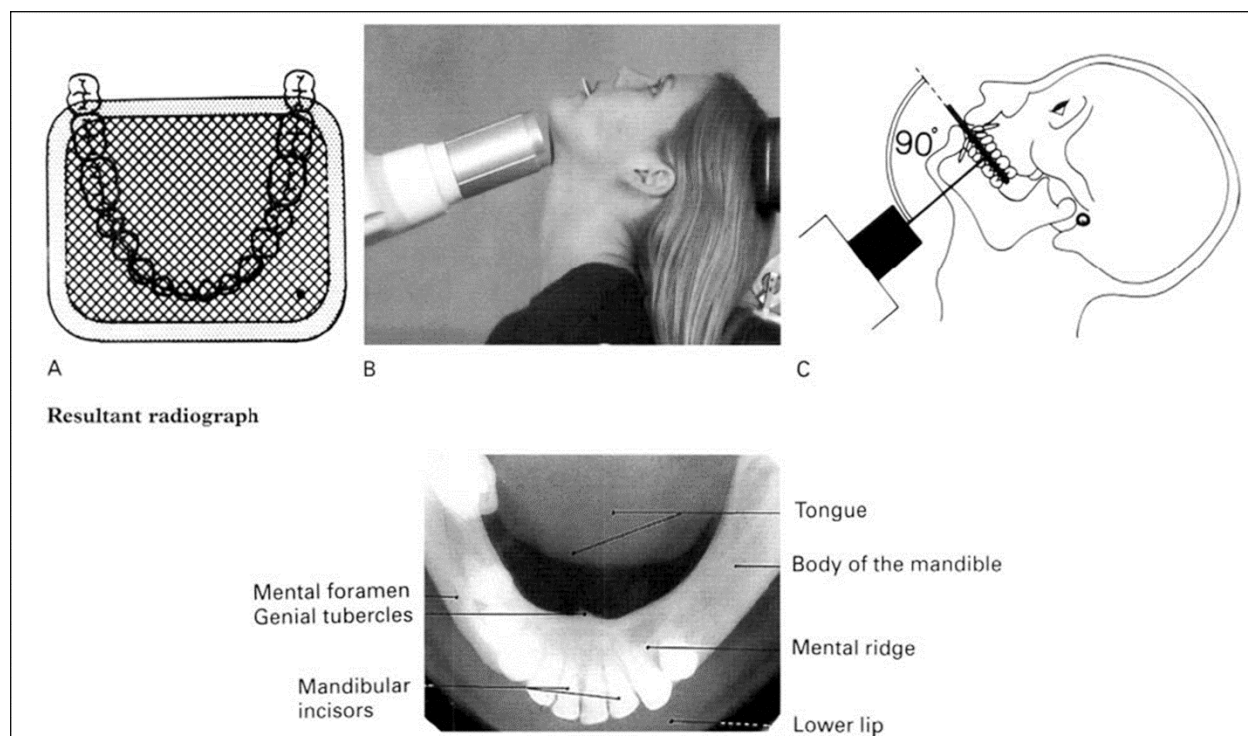 90°
A
B
C
Resultant radiograph
Tongue
Body of the mandible
Mental foramen
Genial tubercles
Mental ridge
Mandibular
incisors
Lower lip